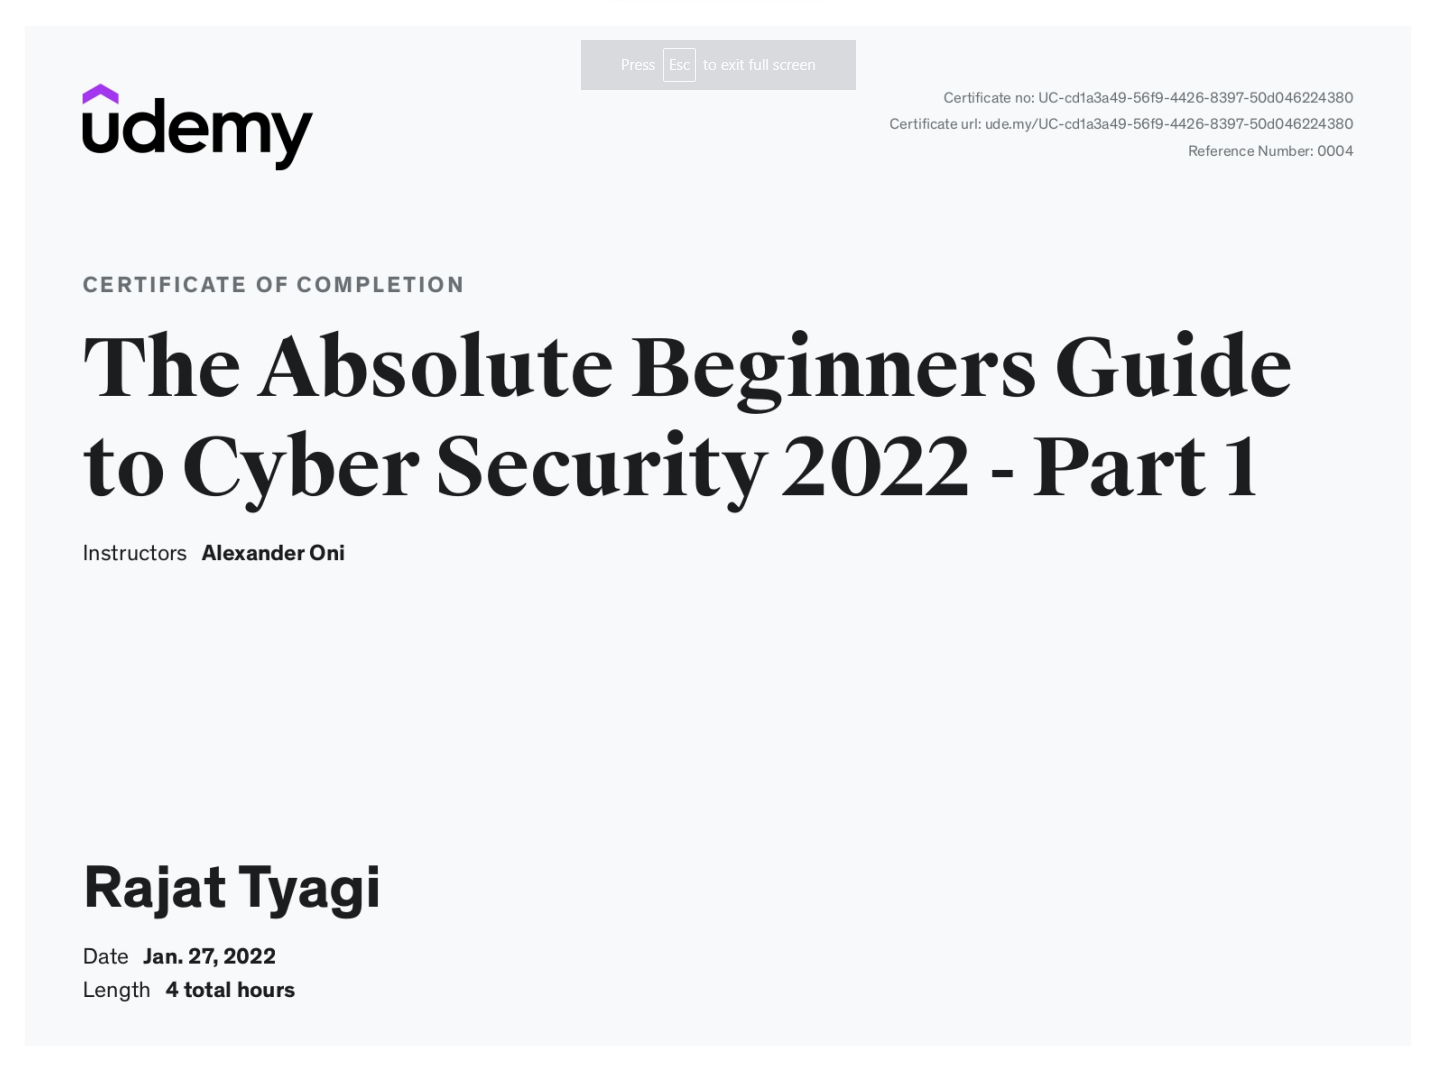 Press Esc to exit full screen
udemy
Certificate no: UC-cd1a3a49-56f9-4426-8397-50d046224380
Certificate url: ude.my/UC-cd1a3a49-56f9-4426-8397-50d046224380
Reference Number: 0004
CERTIFICATE OF COMPLETION
The Absolute Beginners Guide
to Cyber Security 2022 - Part 1
Instructors Alexander Oni
Rajat Tyagi
Date Jan. 27, 2022
Length 4 total hours